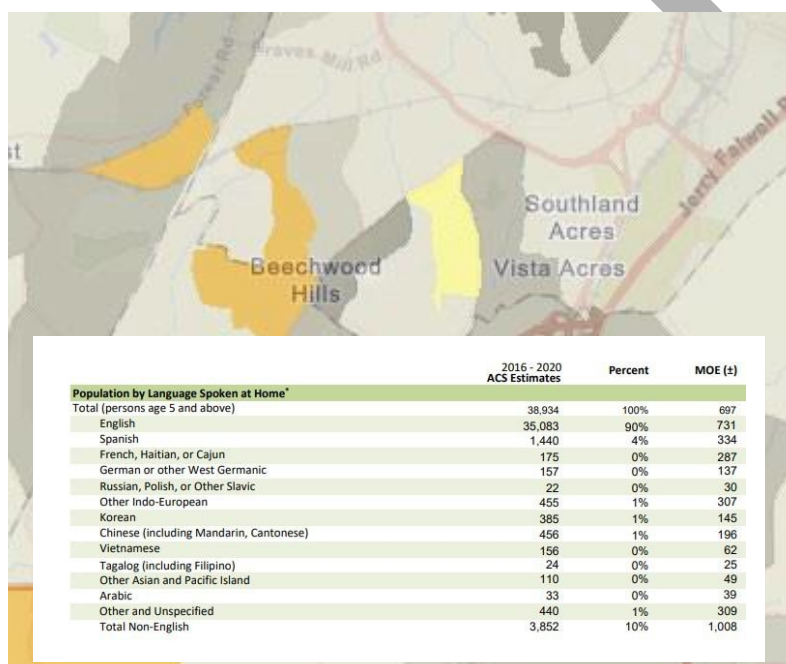 Forest Rd
Graves Mill Rd
st
Jerry Falwell
Southland
Acres
Beechwood
Hills
Vista Acres
2016 - 2020
ACS Estimates Percent MOE (±)
Population by Language Spoken at Home*
Total (persons age 5 and above) 38,934 100% 697
English 35,083 90% 731
Spanish 1,440 4% 334
French, Haitian, or Cajun 175 0% 287
German or other West Germanic 157 0% 137
Russian, Polish, or Other Slavic 22 0% 30
Other Indo-European 455 1% 307
Korean 385 1% 145
Chinese (including Mandarin, Cantonese) 456 1% 196
Vietnamese 156 0% 62
Tagalog (including Filipino) 24 0% 25
Other Asian and Pacific Island 110 0% 49
Arabic 33 0% 39
Other and Unspecified 440 1% 309
Total Non-English 3,852 10% 1,008